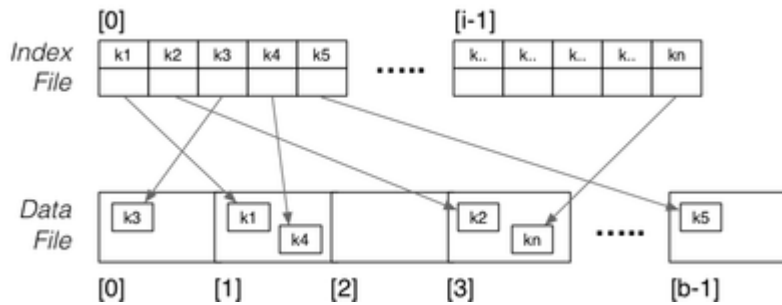 [0] [i-1]
Index File
k1 k2 k3 k4 k5 ..... k.. k.. k.. k.. kn
Data File
k3 k1 k4 k2 kn ..... k5
[0] [1] [2] [3] [b-1]